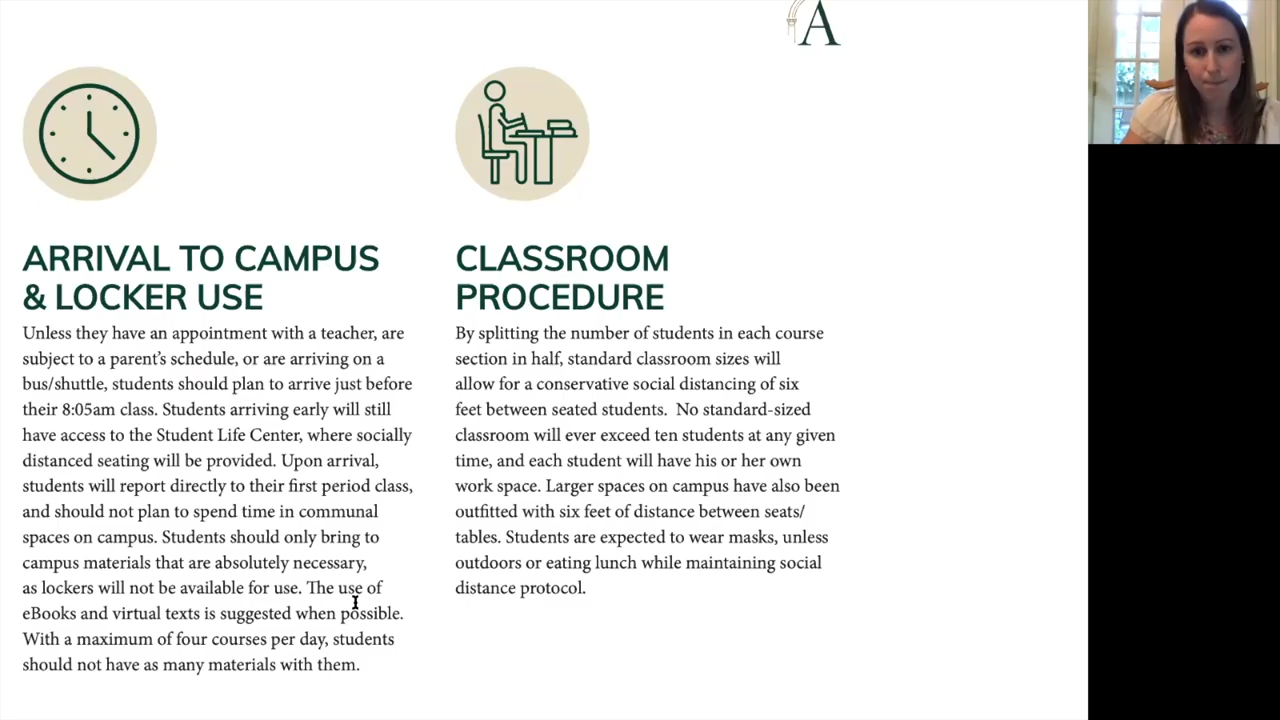 A
ARRIVAL TO CAMPUS
& LOCKER USE
Unless they have an appointment with a teacher, are
subject to a parent's schedule, or are arriving on a
bus/shuttle, students should plan to arrive just before
their 8:05am class. Students arriving early will still
have access to the Student Life Center, where socially
distanced seating will be provided. Upon arrival,
students will report directly to their first period class,
and should not plan to spend time in communal
spaces on campus. Students should only bring to
campus materials that are absolutely necessary,
as lockers will not be available for use. The use of
eBooks and virtual texts is suggested when possible.
With a maximum of four courses per day, students
should not have as many materials with them.
CLASSROOM
PROCEDURE
By splitting the number of students in each course
section in half, standard classroom sizes will
allow for a conservative social distancing of six
feet between seated students.  No standard-sized
classroom will ever exceed ten students at any given
time, and each student will have his or her own
work space. Larger spaces on campus have also been
outfitted with six feet of distance between seats/
tables. Students are expected to wear masks, unless
outdoors or eating lunch while maintaining social
distance protocol.